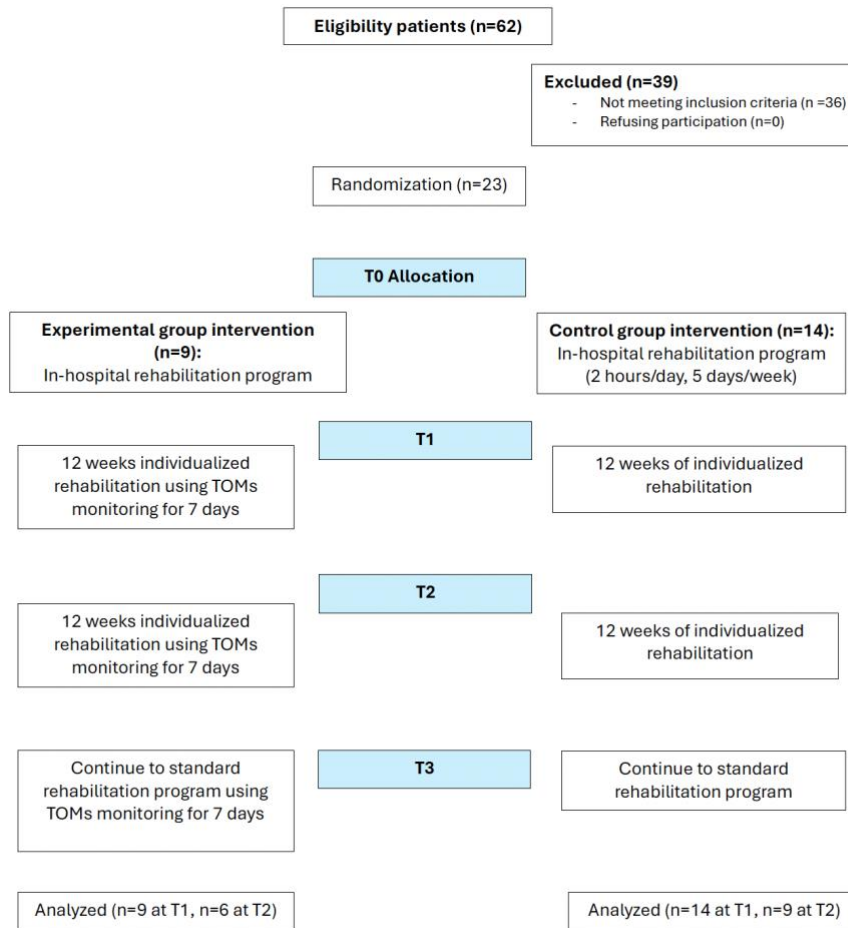 Eligibility patients (n=62)
Excluded (n=39)
- Not meeting inclusion criteria (n =36)
- Refusing participation (n=0)
Randomization (n=23)
T0 Allocation
Experimental group intervention
(n=9):
In-hospital rehabilitation program
Control group intervention (n=14):
In-hospital rehabilitation program
(2 hours/day, 5 days/week)
T1
12 weeks individualized
rehabilitation using TOMs
monitoring for 7 days
12 weeks of individualized
rehabilitation
T2
12 weeks individualized
rehabilitation using TOMs
monitoring for 7 days
12 weeks of individualized
rehabilitation
Continue to standard
rehabilitation program using
TOMs monitoring for 7 days
T3
Continue to standard
rehabilitation program
Analyzed (n=9 at T1, n=6 at T2)
Analyzed (n=14 at T1, n=9 at T2)